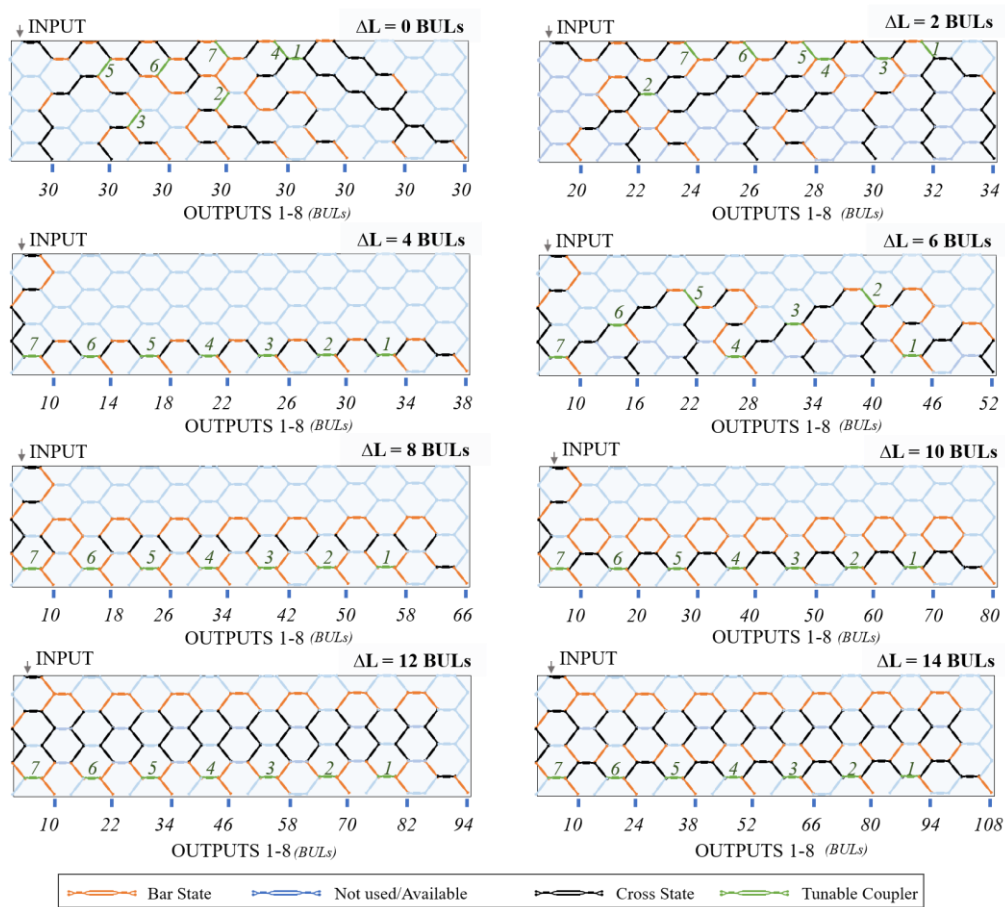 INPUT ΔL = 0 BULs
7 4 1
5 6
2
3
30 30 30 30 30 30 30 30
OUTPUTS 1-8 (BULs)
INPUT ΔL = 2 BULs
7 6 5 1
4 3
2
20 22 24 26 28 30 32 34
OUTPUTS 1-8 (BULs)
INPUT ΔL = 4 BULs
7 6 5 4 3 2 1
10 14 18 22 26 30 34 38
OUTPUTS 1-8 (BULs)
INPUT ΔL = 6 BULs
5 2
6 3
7 4 1
10 16 22 28 34 40 46 52
OUTPUTS 1-8 (BULs)
ΔL = 8 BULs
7 6 5 4 3 2 1
10 18 26 34 42 50 58 66
OUTPUTS 1-8 (BULs)
INPUT ΔL = 10 BULs
7 6 5 4 3 2 1
10 20 30 40 50 60 70 80
OUTPUTS 1-8 (BULs)
INPUT ΔL = 12 BULs
7 6 5 4 3 2 1
10 22 34 46 58 70 82 94
OUTPUTS 1-8 (BULs)
INPUT ΔL = 14 BULs
7 6 5 4 3 2 1
10 24 38 52 66 80 94 108
OUTPUTS 1-8 (BULs)
Bar State Not used/Available Cross State Tunable Coupler